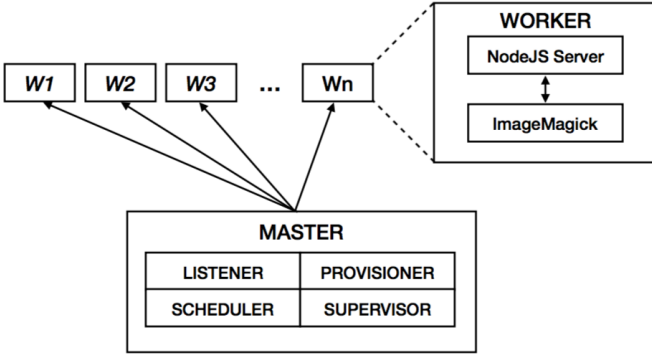 WORKER
NodeJS Server
ImageMagick
W1 W2 W3 ... Wn
MASTER
LISTENER PROVISIONER
SCHEDULER SUPERVISOR